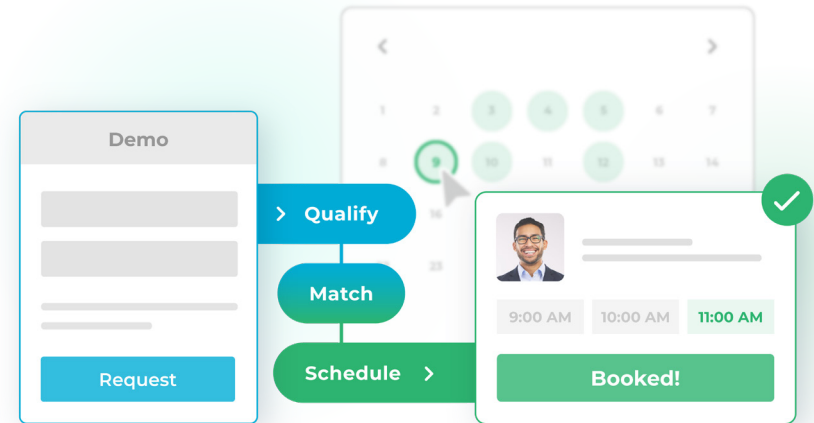 Demo
Request
Qualify
Match
Schedule
1 2 3 4 5 6 7
8 9 10 11 12 13 14
16
23
9:00 AM 10:00 AM 11:00 AM
Booked!